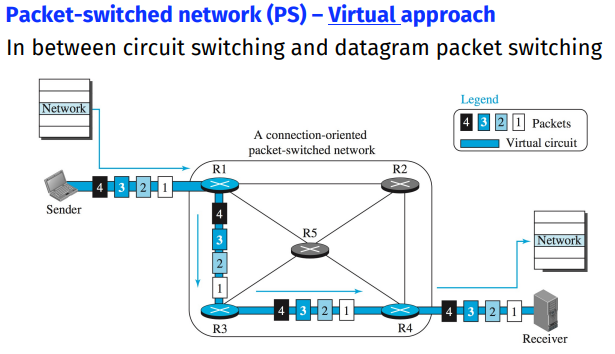 Packet-switched network (PS) – Virtual approach
In between circuit switching and datagram packet switching
Legend
4 3 2 1 Packets
Virtual circuit
Network
A connection-oriented
packet-switched network
R1
R2
4 3 2 1
Sender
4
3
2
1
R5
Network
4 3 2 1
4 3 2 1
R3
R4
Receiver